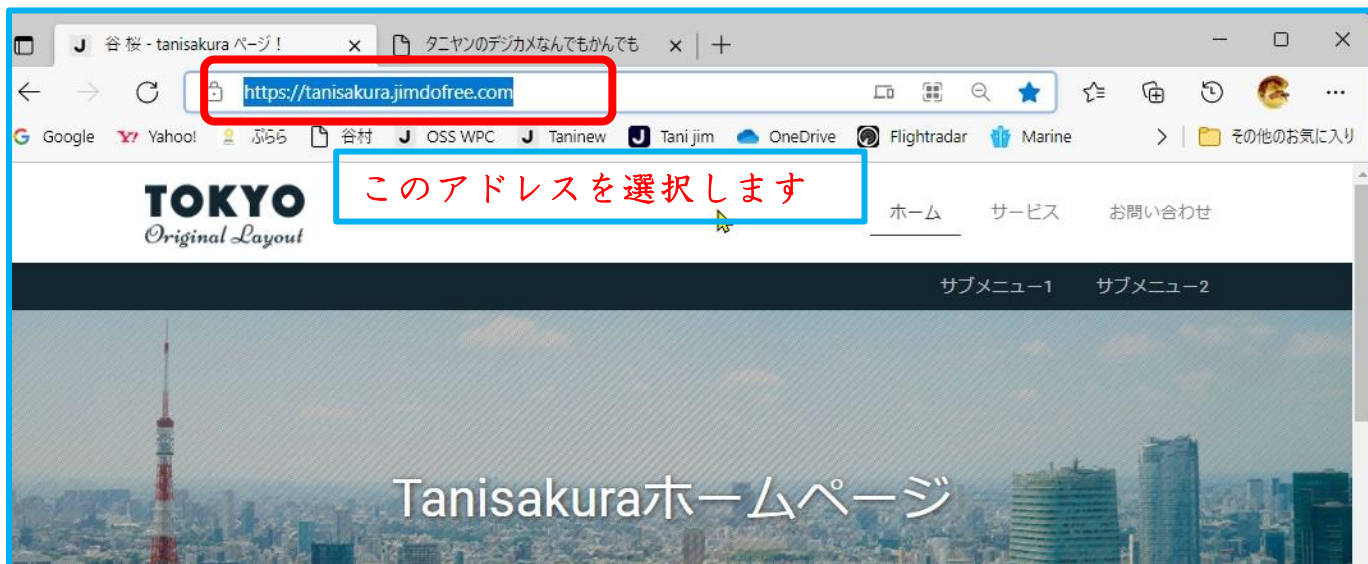 谷 桜 - tanisakura ページ！
タニヤンのデジカメなんでもかんでも
https://tanisakura.jimdofree.com
Google Yahoo! ぷらら 谷村 OSS WPC Taninew Tani jim OneDrive Flightradar Marine その他のお気に入り
このアドレスを選択します
TOKYO
Original Layout
ホーム サービス お問い合わせ
サブメニュー1 サブメニュー2
Tanisakuraホームページ